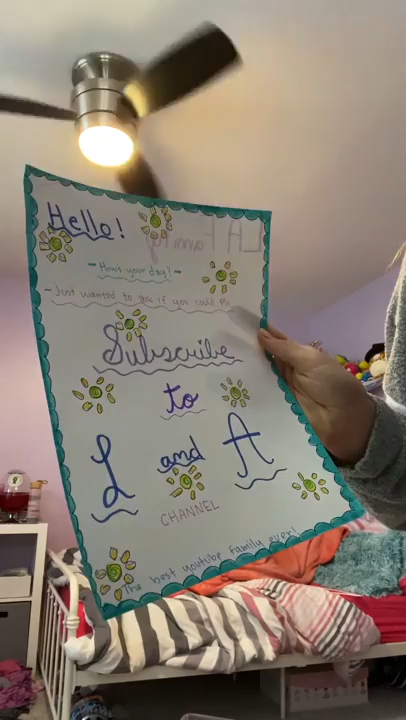 Hello!
- How's your day? -
- Just wanted to see if you could Pls
Subscribe
to
L and A
CHANNEL
The best youtube family ever!